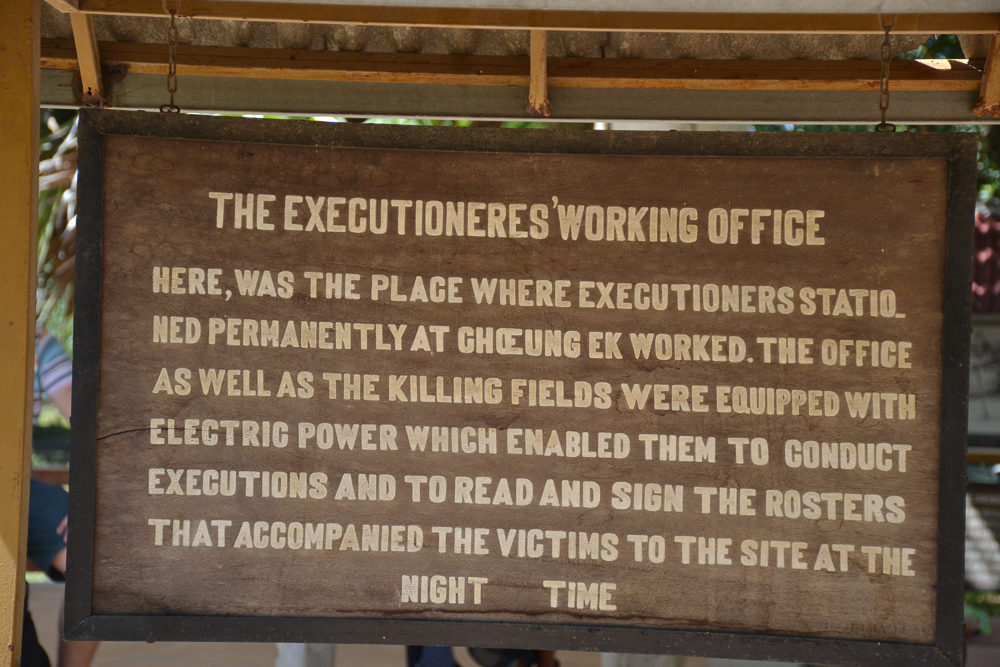 THE EXECUTIONERES' WORKING OFFICE
HERE, WAS THE PLACE WHERE EXECUTIONERS STATIO_
NED PERMANENTLY AT CHŒUNG EK WORKED. THE OFFICE
AS WELL AS THE KILLING FIELDS WERE EQUIPPED WITH
ELECTRIC POWER WHICH ENABLED THEM TO CONDUCT
EXECUTIONS AND TO READ AND SIGN THE ROSTERS
THAT ACCOMPANIED THE VICTIMS TO THE SITE AT THE
NIGHT TIME